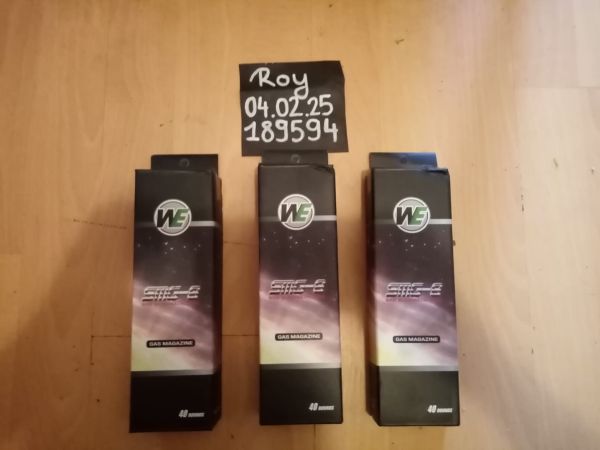 Roy
04.02.25
189594
WE
SMG-8
GAS MAGAZINE
40 ROUNDS
WE
SMG-8
GAS MAGAZINE
40 ROUNDS
WE
SMG-8
GAS MAGAZINE
40 ROUNDS